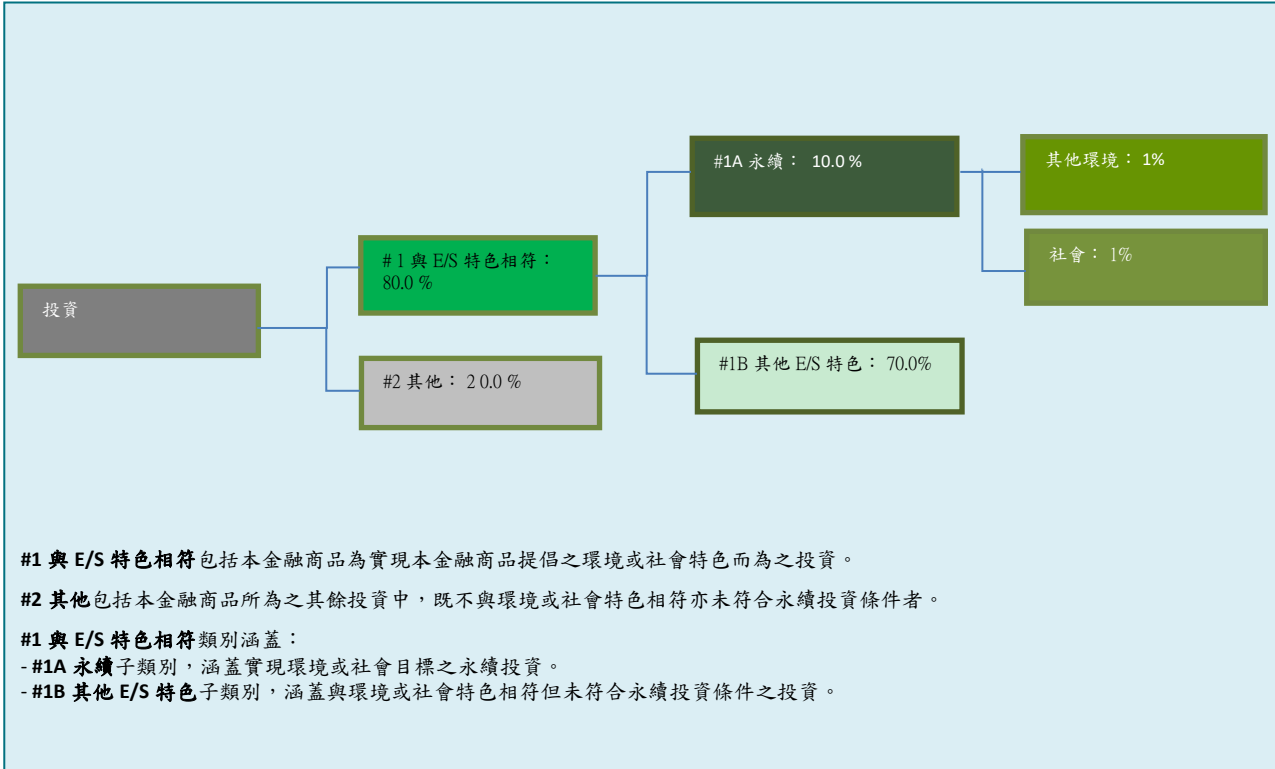 投資
# 1 與 E/S 特色相符：
80.0 %
#2 其他： 2 0.0 %
#1A 永續： 10.0 %
#1B 其他 E/S 特色： 70.0%
其他環境： 1%
社會： 1%
#1 與 E/S 特色相符包括本金融商品為實現本金融商品提倡之環境或社會特色而為之投資。
#2 其他包括本金融商品所為之其餘投資中，既不與環境或社會特色相符亦未符合永續投資條件者。
#1 與 E/S 特色相符類別涵蓋：
- #1A 永續子類別，涵蓋實現環境或社會目標之永續投資。
- #1B 其他 E/S 特色子類別，涵蓋與環境或社會特色相符但未符合永續投資條件之投資。